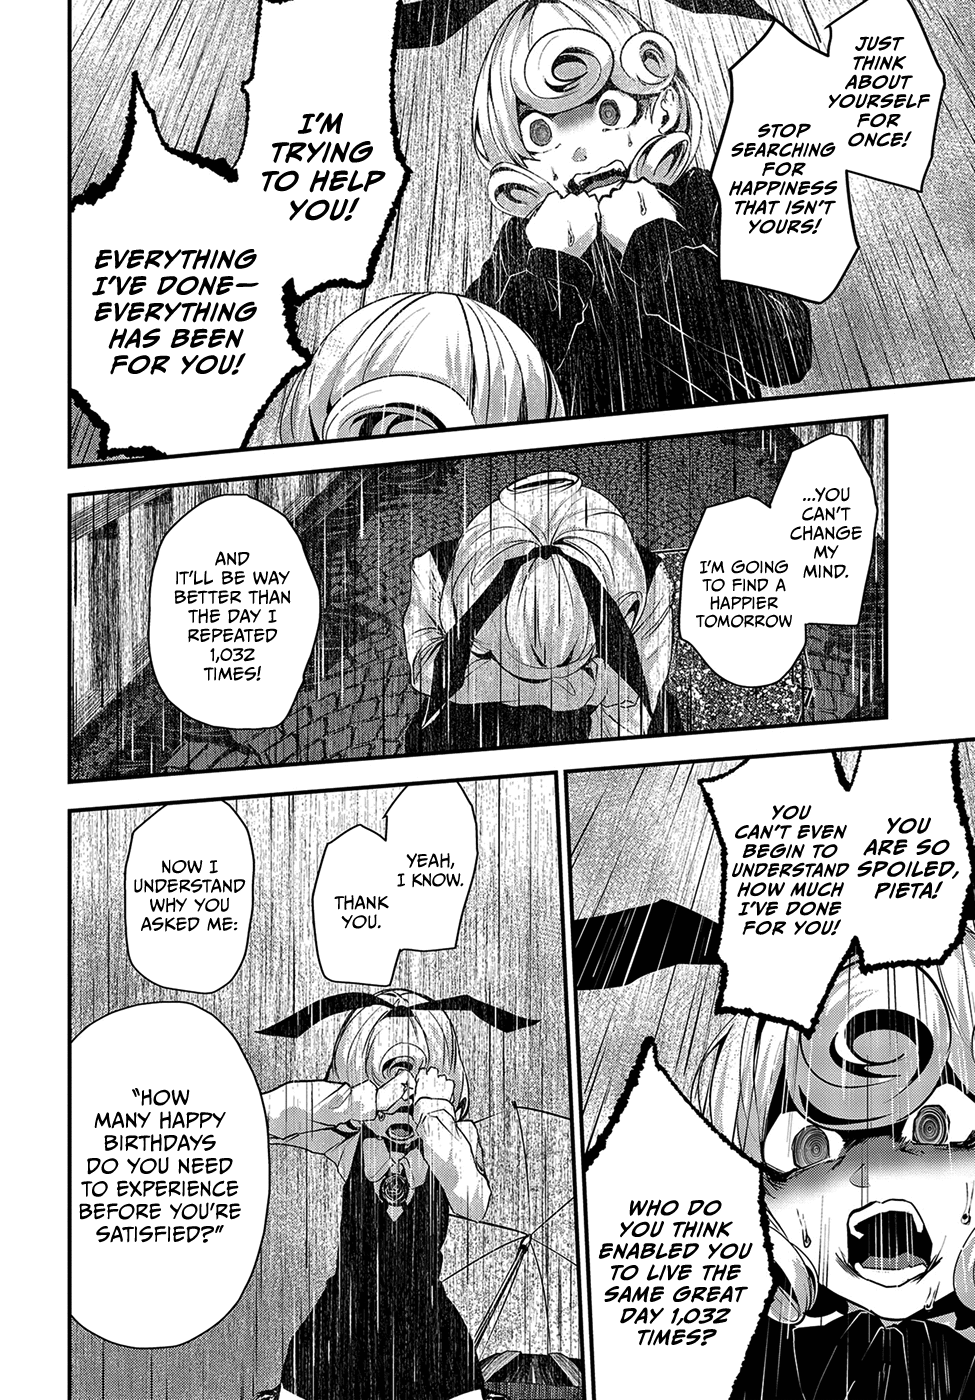 JUST
THINK
ABOUT
YOURSELF
FOR
ONCE!
STOP
SEARCHING
FOR
HAPPINESS
THAT ISN'T
YOURS!
I'M
TRYING
TO HELP
YOU!
EVERYTHING
I'VE DONE—
EVERYTHING
HAS BEEN
FOR YOU!
...YOU
CAN'T
CHANGE
MY
MIND.
I'M GOING
TO FIND A
HAPPIER
TOMORROW
AND
IT'LL BE WAY
BETTER THAN
THE DAY I
REPEATED
1,032
TIMES!
YOU
ARE SO
SPOILED,
PIETA!
YOU
CAN'T EVEN
BEGIN TO
UNDERSTAND
HOW MUCH
I'VE DONE
FOR YOU!
WHO DO
YOU THINK
ENABLED YOU
TO LIVE THE
SAME GREAT
DAY 1,032
TIMES?
YEAH,
I KNOW.
THANK
YOU.
NOW I
UNDERSTAND
WHY YOU
ASKED ME:
"HOW
MANY HAPPY
BIRTHDAYS
DO YOU NEED
TO EXPERIENCE
BEFORE YOU'RE
SATISFIED?"